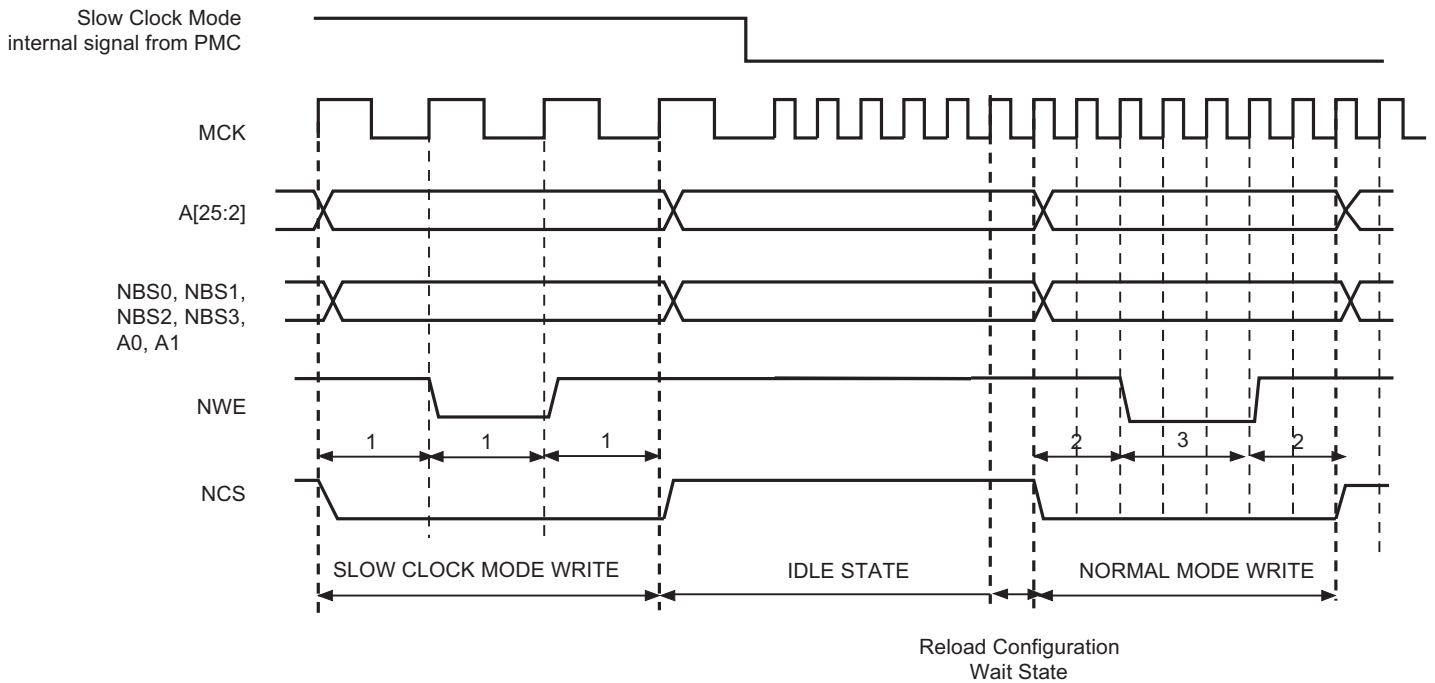 Slow Clock Mode
internal signal from PMC
MCK
A[25:2]
NBS0, NBS1,
NBS2, NBS3,
A0, A1
NWE
1 1 1 2 3 2
NCS
SLOW CLOCK MODE WRITE IDLE STATE NORMAL MODE WRITE
Reload Configuration
Wait State